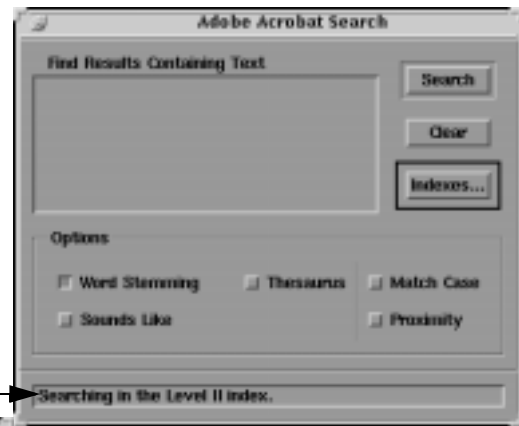 Adobe Acrobat Search
Find Results Containing Text
Search
Clear
Indexes...
Options
Word Stemming
Thesaurus
Match Case
Sounds Like
Proximity
Searching in the Level II index.